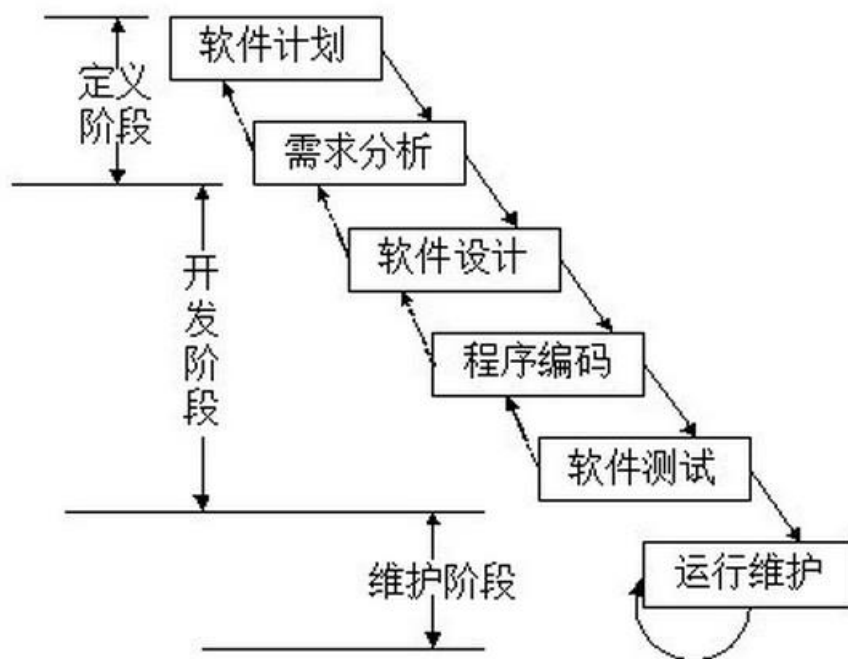 软件计划
定义
阶段
需求分析
软件设计
开
发
阶
段
程序编码
软件测试
运行维护
维护阶段